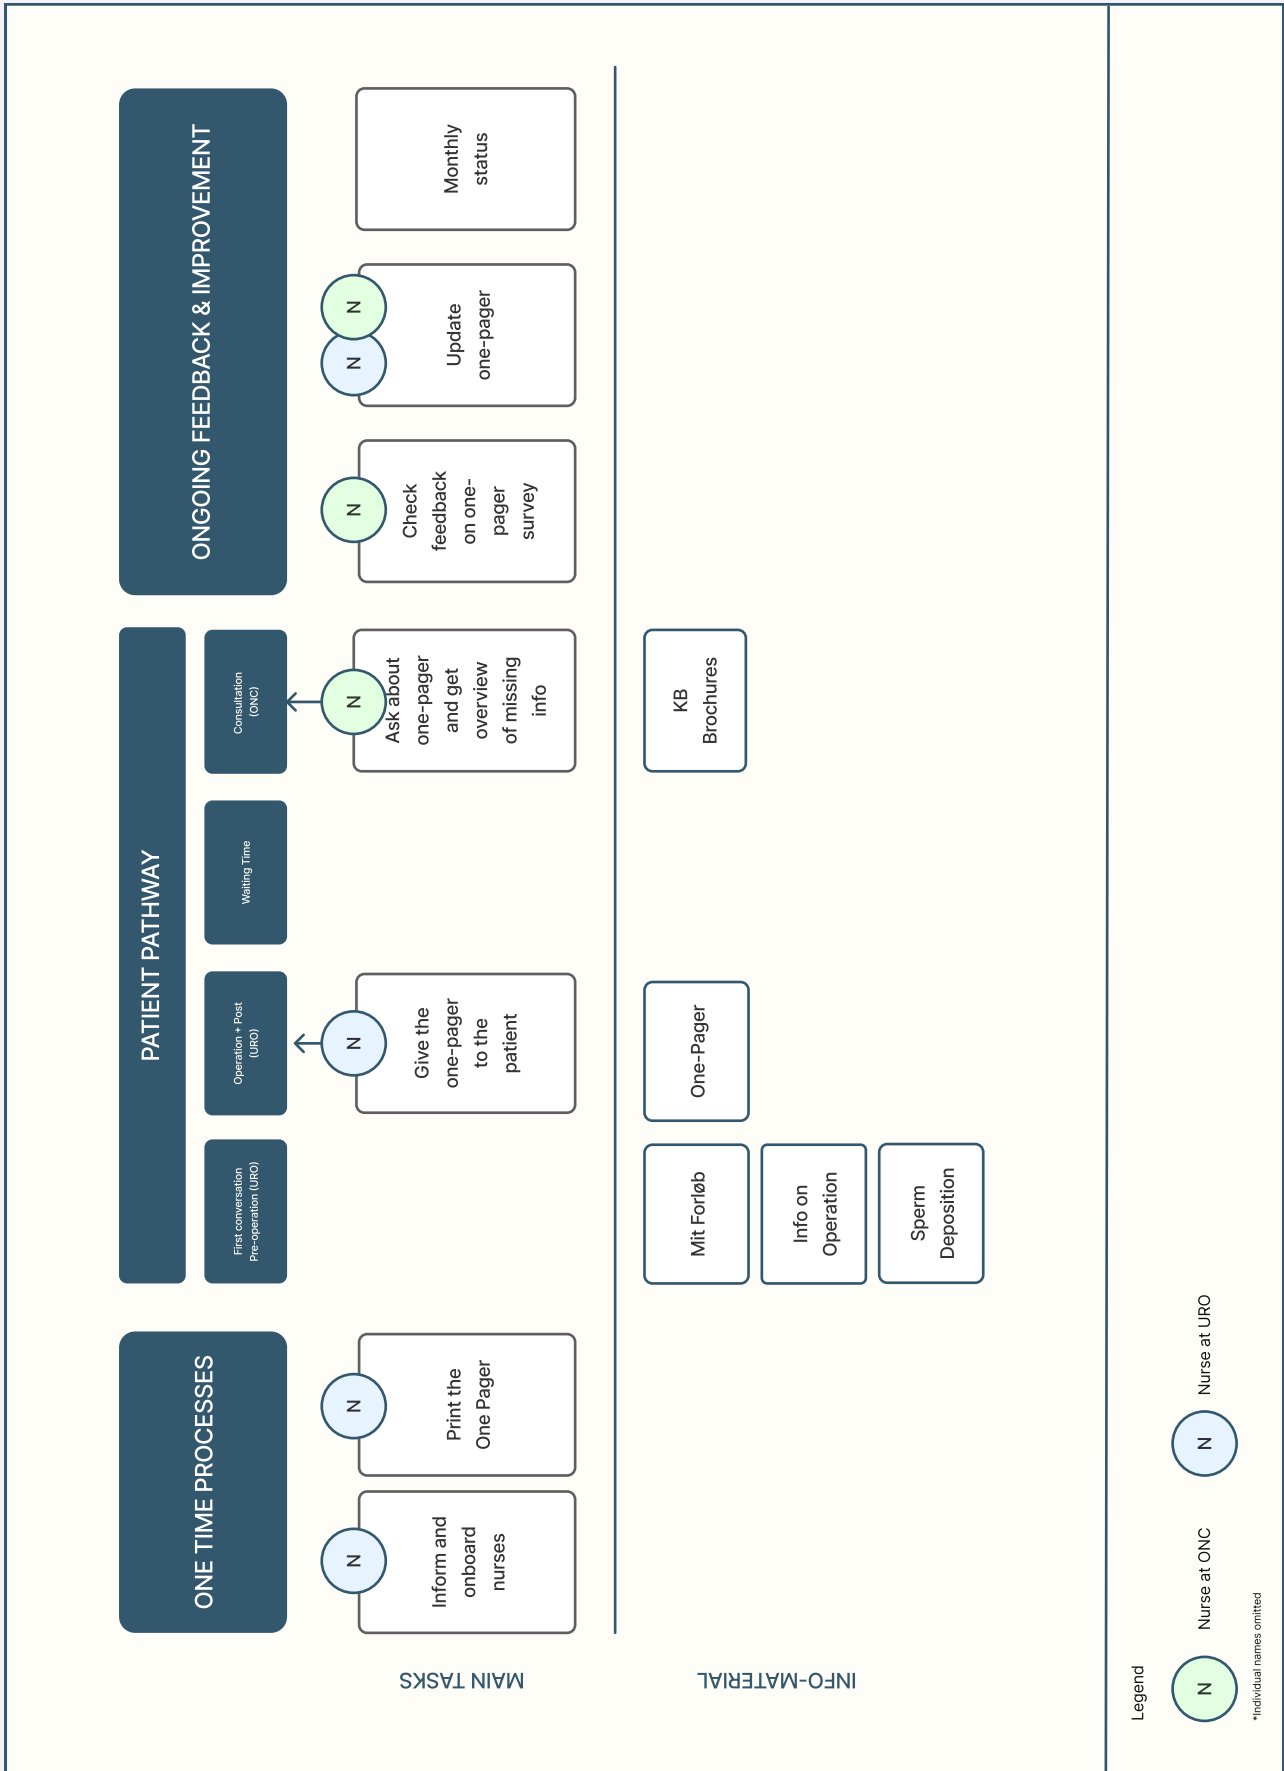 ONE TIME PROCESSES
PATIENT PATHWAY
ONGOING FEEDBACK & IMPROVEMENT
First conversation
Pre-operation (URO)
Operation + Post
(URO)
Waiting Time
Consultation
(ONC)
MAIN TASKS
N
Inform and
onboard
nurses
N
Print the
One Pager
N
Give the
one-pager
to the
patient
N
Ask about
one-pager
and get
overview
of missing
info
N
Check
feedback
on one-
pager
survey
N
N
Update
one-pager
Monthly
status
INFO-MATERIAL
Mit Forløb
Info on
Operation
Sperm
Deposition
One-Pager
KB
Brochures
Legend
N
Nurse at ONC
N
Nurse at URO
*Individual names omitted